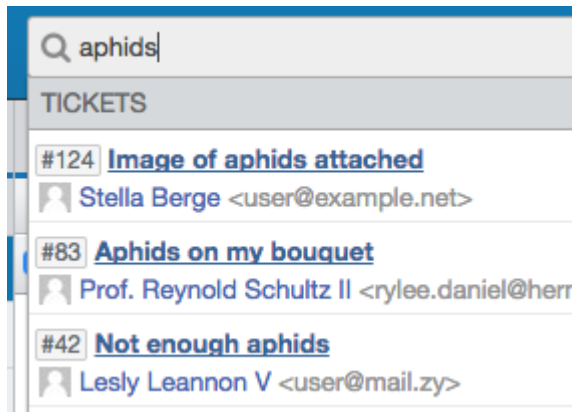 aphids
TICKETS
#124 Image of aphids attached
Stella Berge <user@example.net>
#83 Aphids on my bouquet
Prof. Reynold Schultz II <rylee.daniel@herr
#42 Not enough aphids
Lesly Leannon V <user@mail.zy>